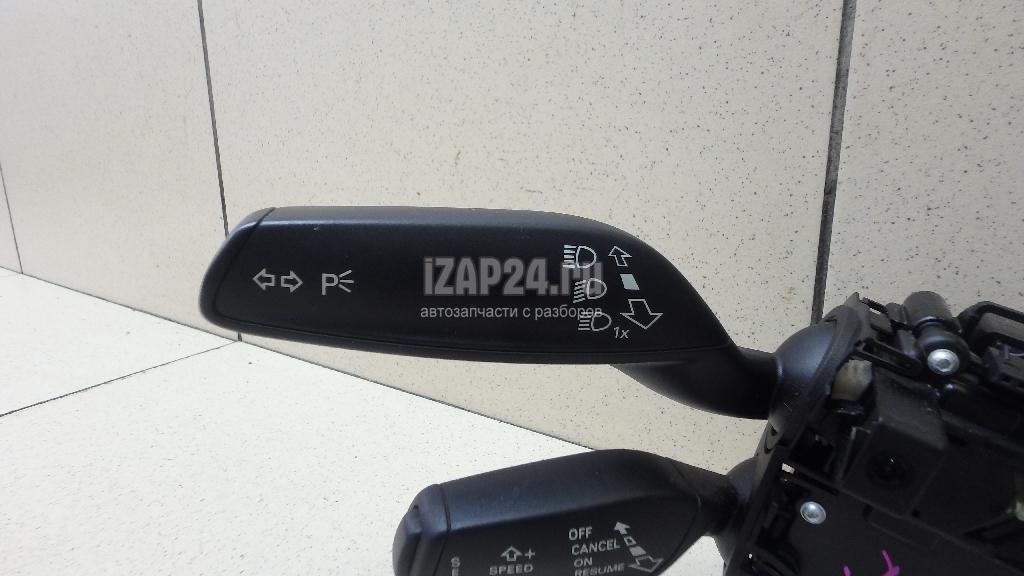 P
iZAP24.ru
автозапчасти с разборов
1x
OFF
CANCEL
ON
RESUME
+
SPEED
S
E